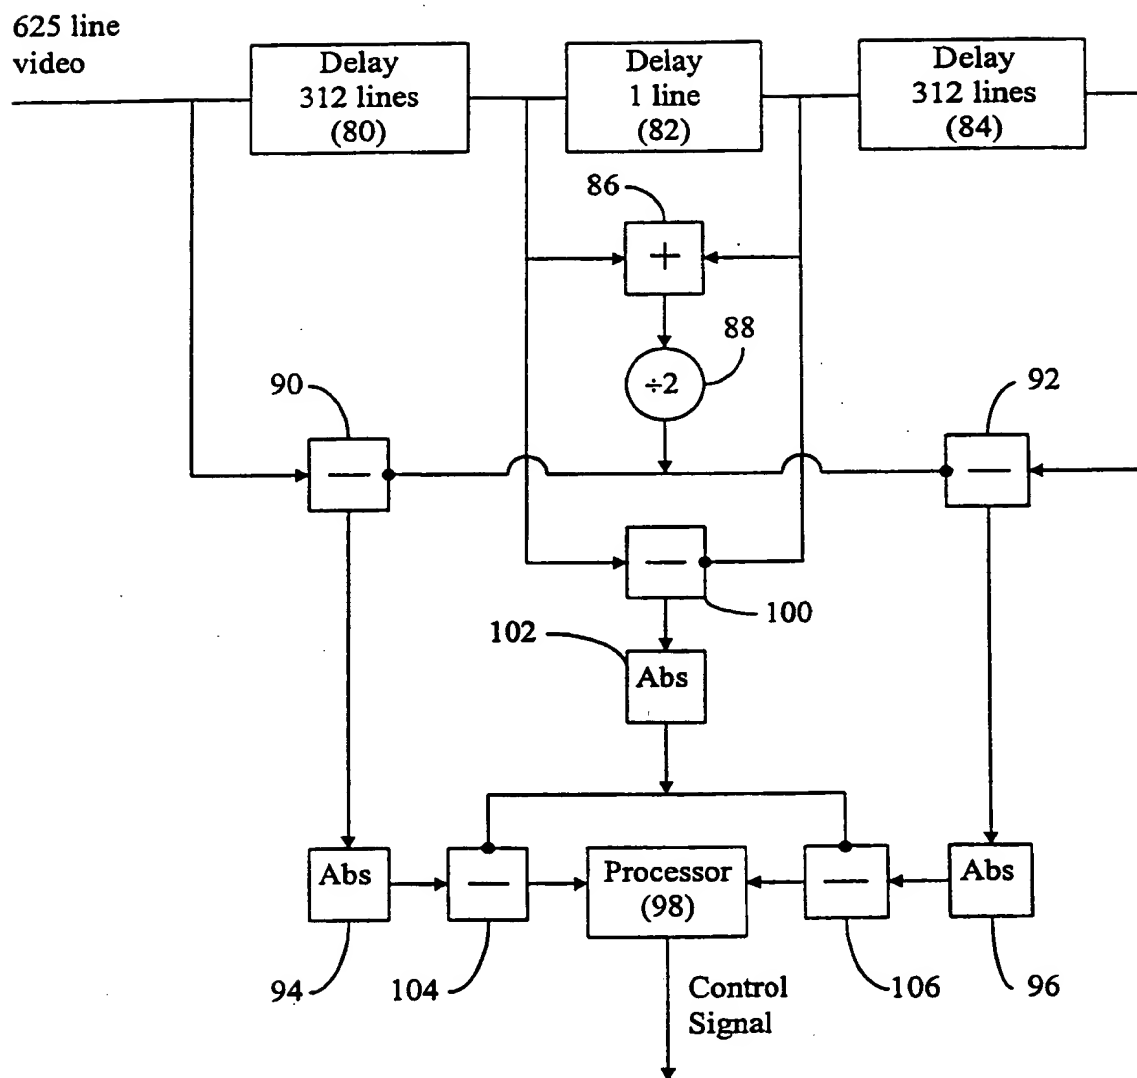 625 line
video
Delay
312 lines
(80)
Delay
1 line
(82)
Delay
312 lines
(84)
86
+
88
÷2
90
—
92
—
—
100
102
Abs
Abs
—
Processor
(98)
—
Abs
94
104
Control
Signal
106
96